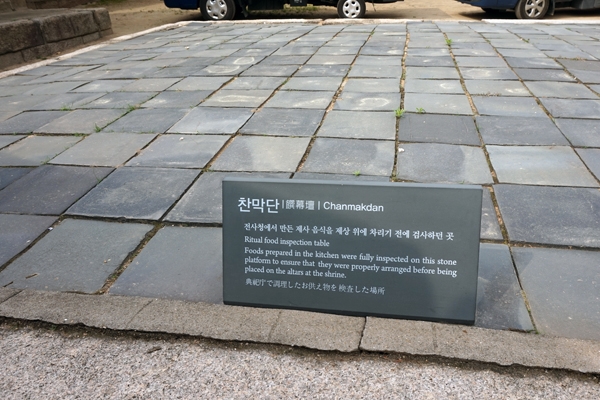 찬막단 | 饌幕壇 | Chanmakdan
전사청에서 만든 제사 음식을 제상 위에 차리기 전에 검사하던 곳
Ritual food inspection table
Foods prepared in the kitchen were fully inspected on this stone
platform to ensure that they were properly arranged before being
placed on the altars at the shrine.
典祀庁で調理したお供え物を検査した場所